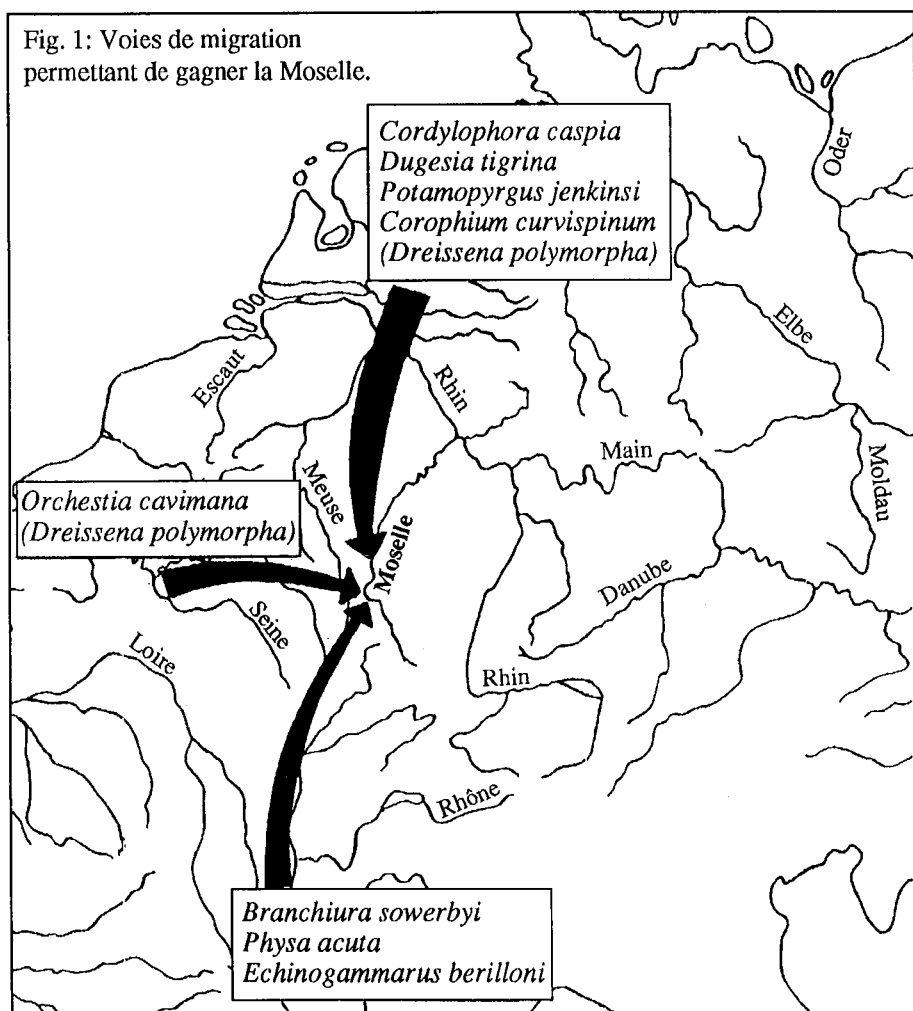 Fig. 1: Voies de migration
permettant de gagner la Moselle.
Cordylophora caspia
Dugesia tigrina
Potamopyrgus jenkinsi
Corophium curvispinum
(Dreissena polymorpha)
Oder
Elbe
Escaut
Rhin
Main
Moldau
Meuse
Orchestia cavimana
(Dreissena polymorpha)
Moselle
Danube
Seine
Loire
Rhin
Rhône
Branchiura sowerbyi
Physa acuta
Echinogammarus berilloni